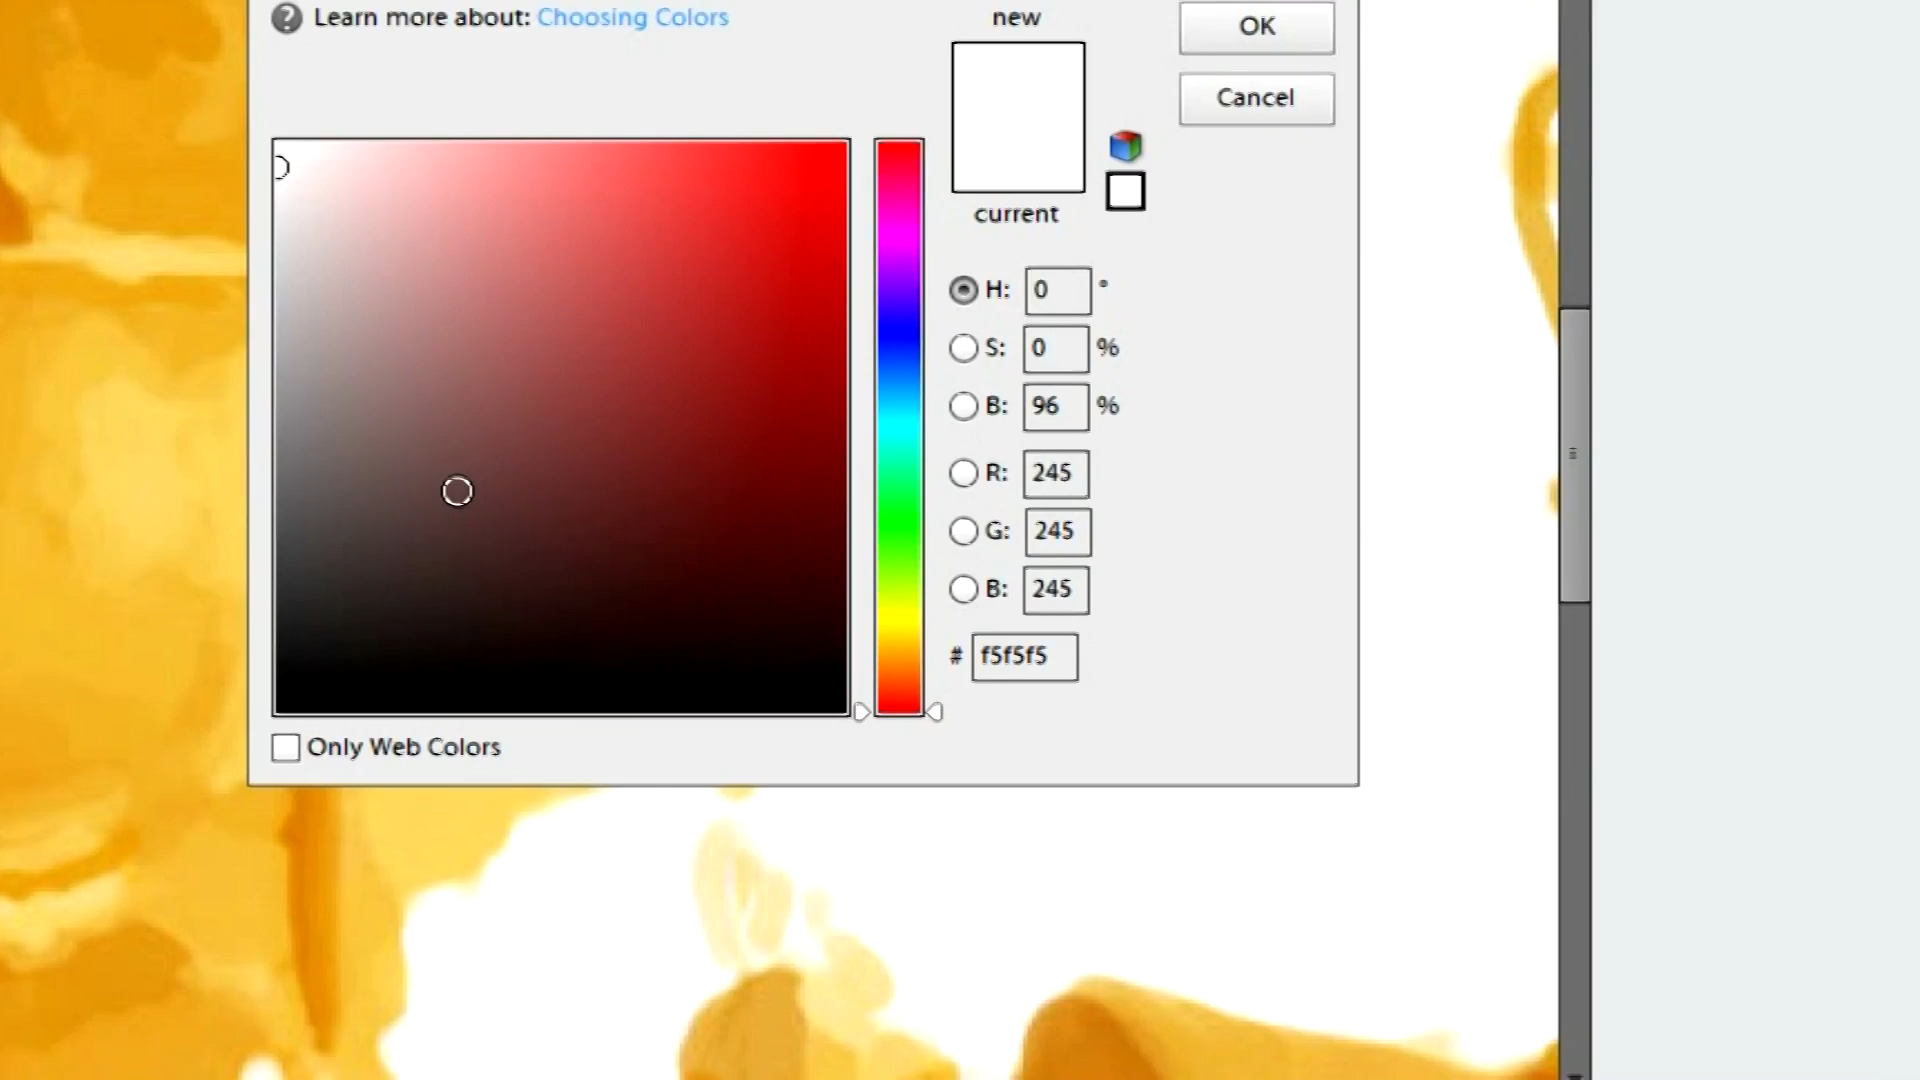 Learn more about: Choosing Colors
new
OK
Cancel
current
H: 0 °
S: 0 %
B: 96 %
R: 245
G: 245
B: 245
# f5f5f5
Only Web Colors